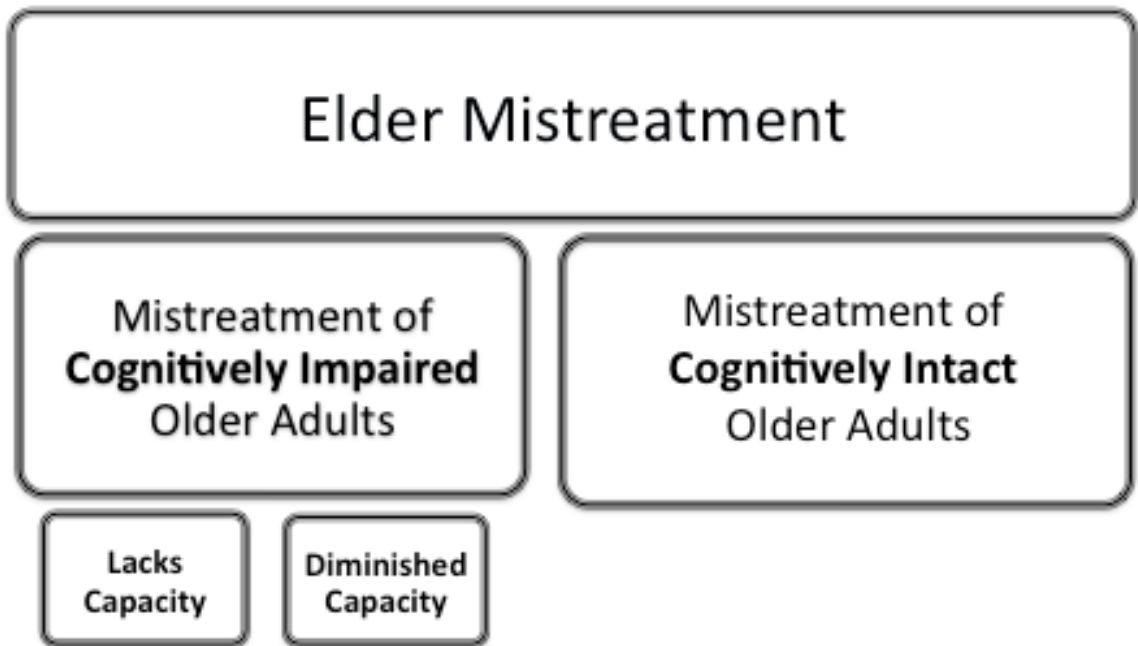 Elder Mistreatment
Mistreatment of
Cognitively Impaired
Older Adults
Mistreatment of
Cognitively Intact
Older Adults
Lacks
Capacity
Diminished
Capacity